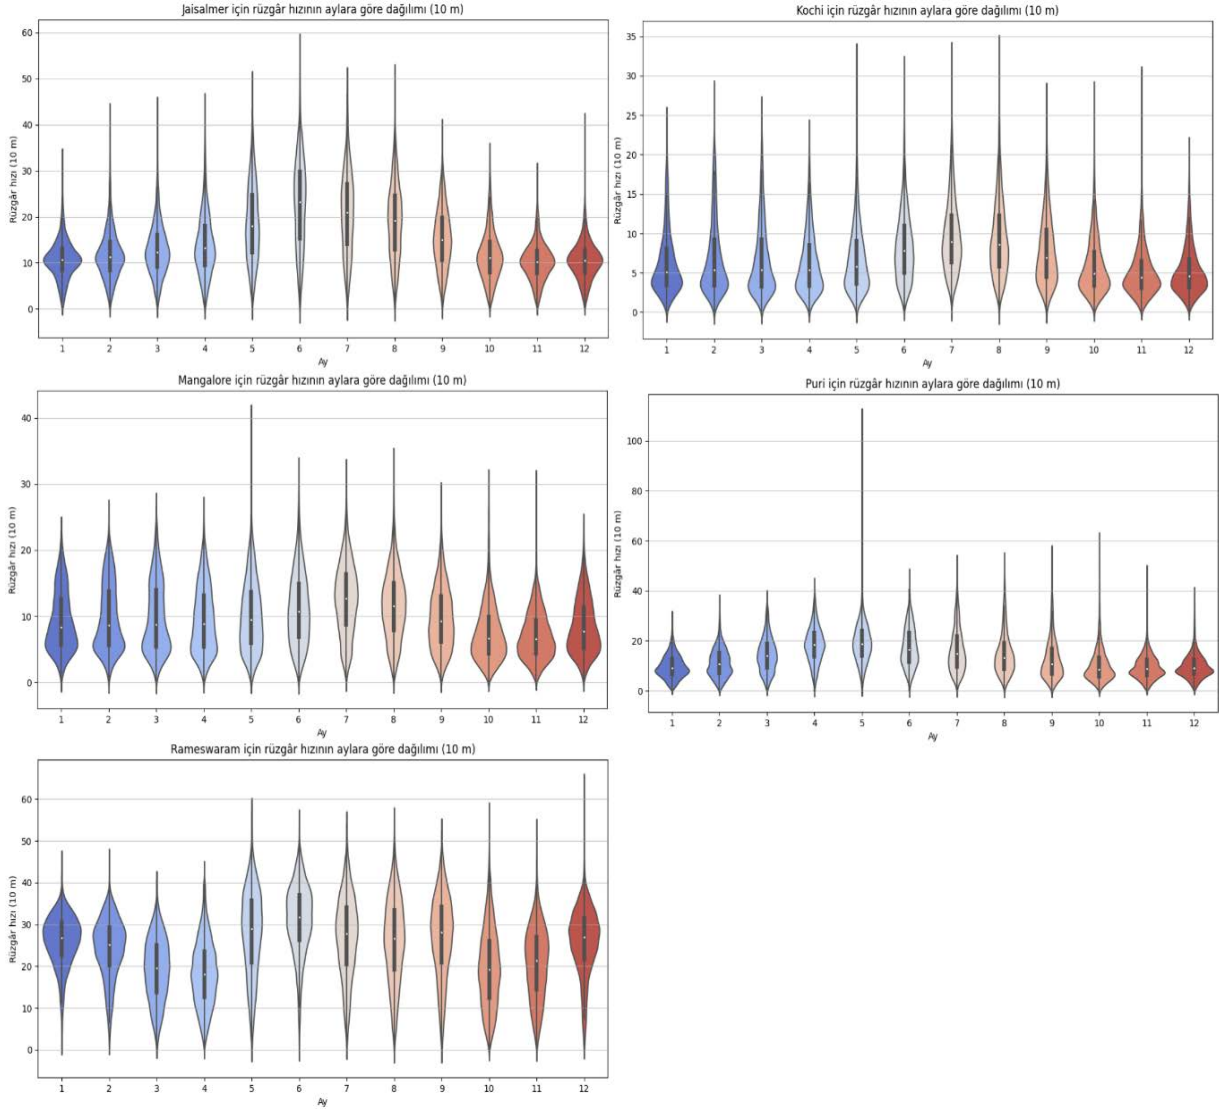 Jaisalmer için rüzgâr hızının aylara göre dağılımı (10 m)
Rüzgâr hızı (10 m)
60
50
40
30
20
10
0
1 2 3 4 5 6 7 8 9 10 11 12
Ay
Kochi için rüzgâr hızının aylara göre dağılımı (10 m)
Rüzgâr hızı (10 m)
35
30
25
20
15
10
5
0
1 2 3 4 5 6 7 8 9 10 11 12
Ay
Mangalore için rüzgâr hızının aylara göre dağılımı (10 m)
Rüzgâr hızı (10 m)
40
30
20
10
0
1 2 3 4 5 6 7 8 9 10 11 12
Ay
Puri için rüzgâr hızının aylara göre dağılımı (10 m)
Rüzgâr hızı (10 m)
100
80
60
40
20
0
1 2 3 4 5 6 7 8 9 10 11 12
Ay
Rameswaram için rüzgâr hızının aylara göre dağılımı (10 m)
Rüzgâr hızı (10 m)
60
50
40
30
20
10
0
1 2 3 4 5 6 7 8 9 10 11 12
Ay